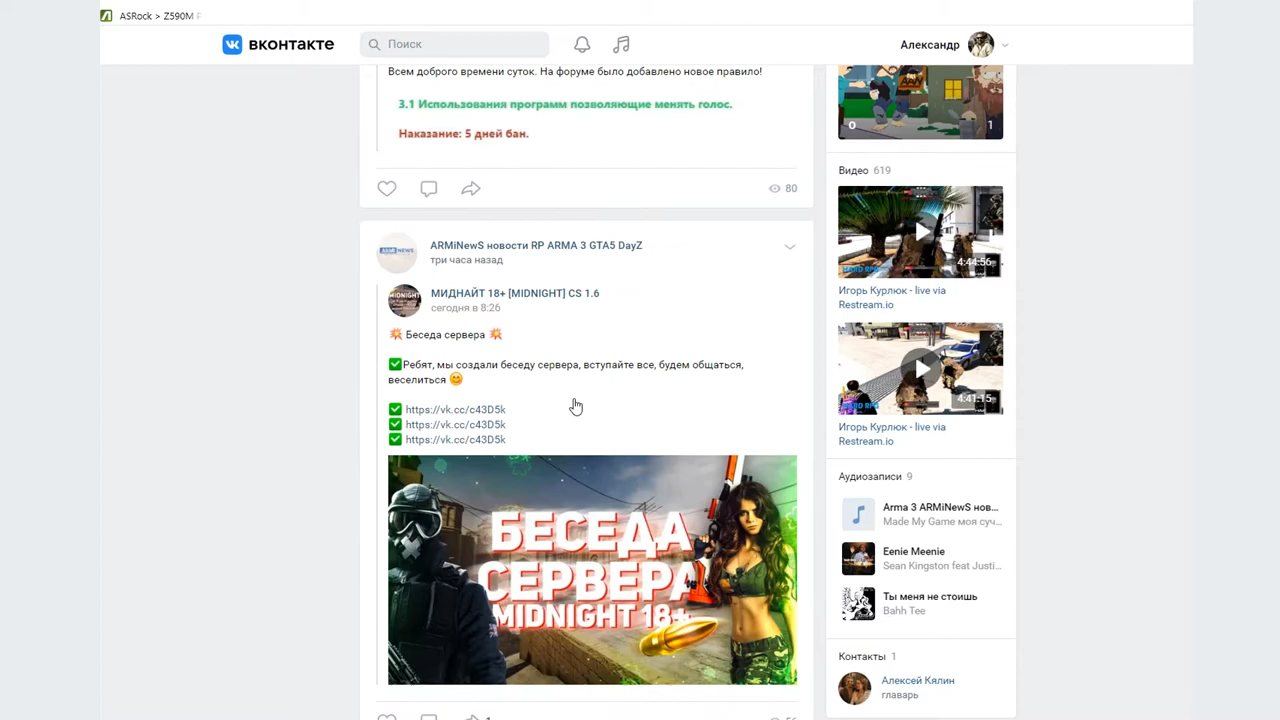 ASRock > Z590M P
вконтакте
Поиск
Александр
Всем доброго времени суток. На форуме было добавлено новое правило!
3.1 Использования программ позволяющие менять голос.
Наказание: 5 дней бан.
80
ARMiNewS новости RP ARMA 3 GTA5 DayZ
три часа назад
МИДНАЙТ 18+ [MIDNIGHT] CS 1.6
сегодня в 8:26
Беседа сервера
Ребят, мы создали беседу сервера, вступайте все, будем общаться,
веселиться
https://vk.cc/c43D5k
https://vk.cc/c43D5k
https://vk.cc/c43D5k
БЕСЕДА
СЕРВЕРА
MIDNIGHT 18+
1
0
1
Видео 619
4:44:56
Игорь Курлюк - live via
Restream.io
4:41:15
Игорь Курлюк - live via
Restream.io
Аудиозаписи 9
Arma 3 ARMiNewS нов...
Made My Game моя суч...
Eenie Meenie
Sean Kingston feat Justi...
Ты меня не стоишь
Bahh Tee
Контакты 1
Алексей Кялин
главарь